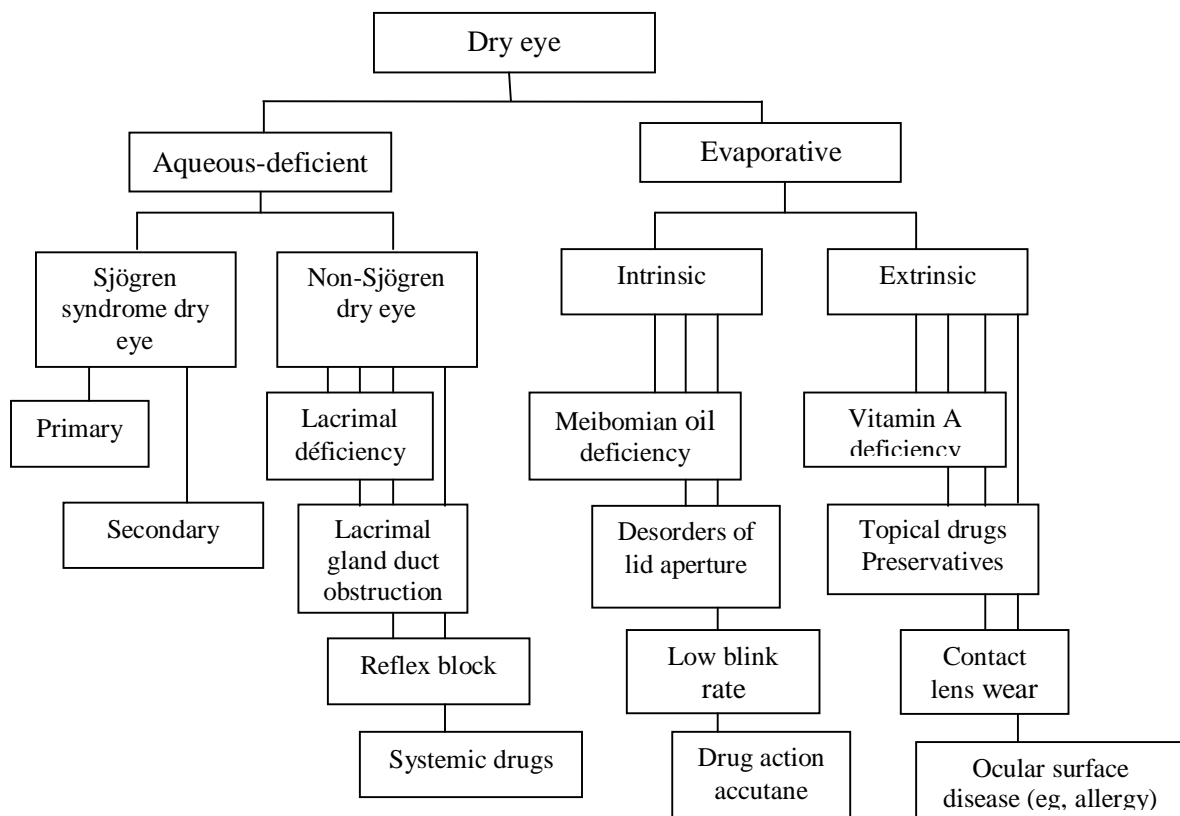 Dry eye
Aqueous-deficient
Evaporative
Sjögren
syndrome dry
eye
Non-Sjögren
dry eye
Intrinsic
Extrinsic
Primary
Lacrimal
déficiency
Meibomian oil
deficiency
Vitamin A
deficiency
Secondary
Lacrimal
gland duct
obstruction
Desorders of
lid aperture
Topical drugs
Preservatives
Reflex block
Low blink
rate
Contact
lens wear
Systemic drugs
Drug action
accutane
Ocular surface
disease (eg, allergy)